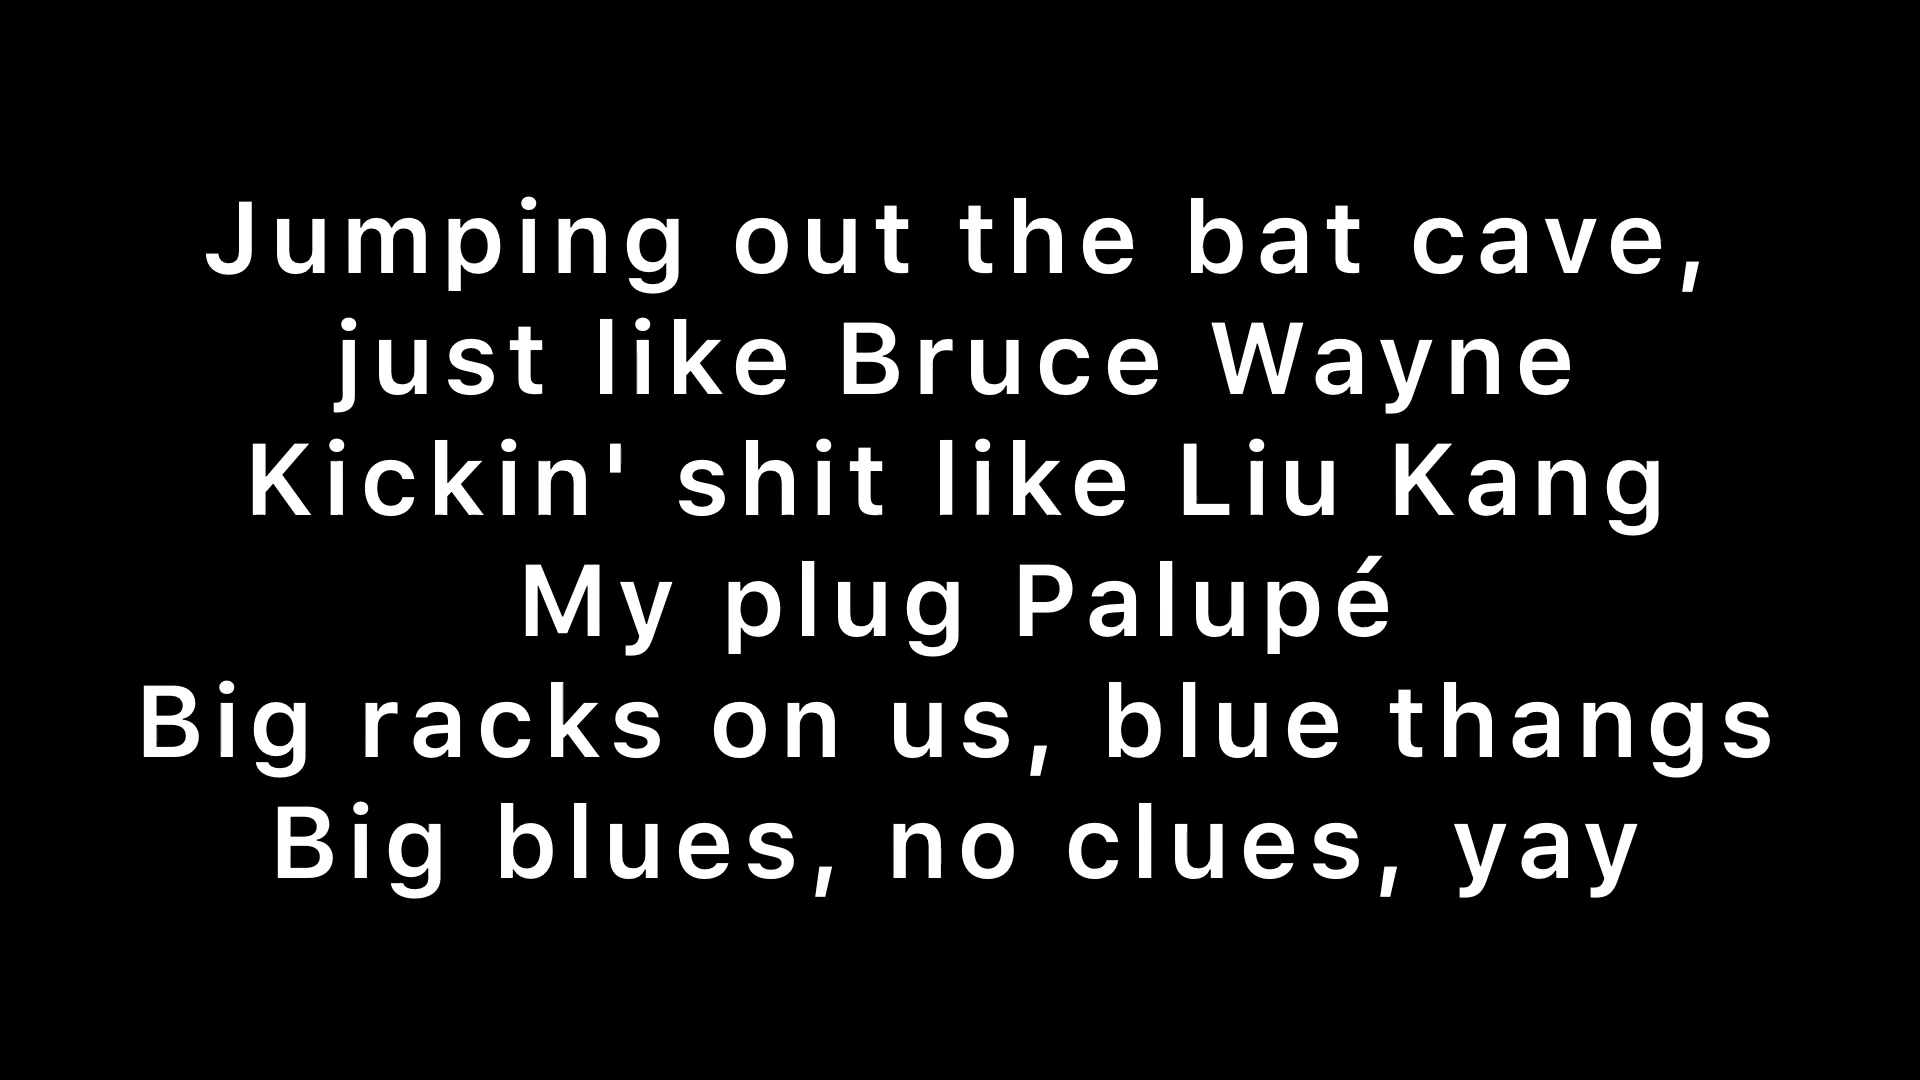 Jumping out the bat cave,
just like Bruce Wayne
Kickin' shit like Liu Kang
My plug Palupé
Big racks on us, blue thangs
Big blues, no clues, yay